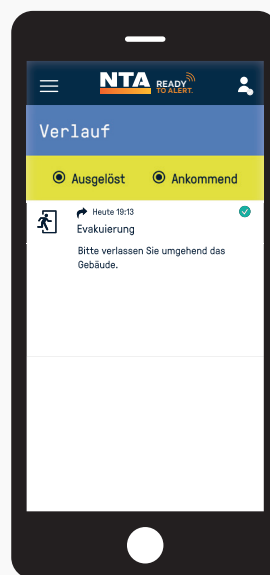 NTA READY
TO ALERT.
Verlauf
Ausgelöst Ankommend
Heute 19:13
Evakuierung
Bitte verlassen Sie umgehend das
Gebäude.